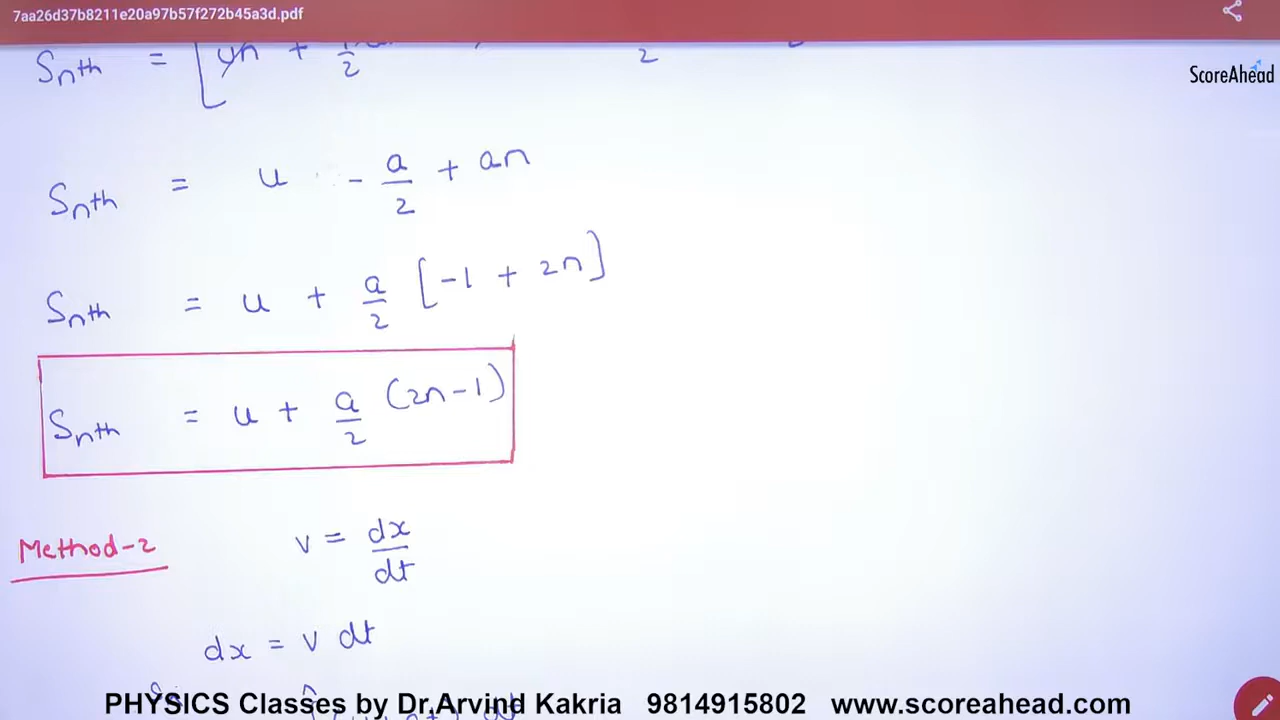 7aa26d37b8211e20a97b57f272b45a3d.pdf
ScoreAhead
Snth =
Snth = u - a/2 + an
Snth = u + a/2 [-1 + 2n]
Snth = u + a/2 (2n-1)
Method-2 v = dx/dt
dx = v dt
PHYSICS Classes by Dr.Arvind Kakria 9814915802 www.scoreahead.com